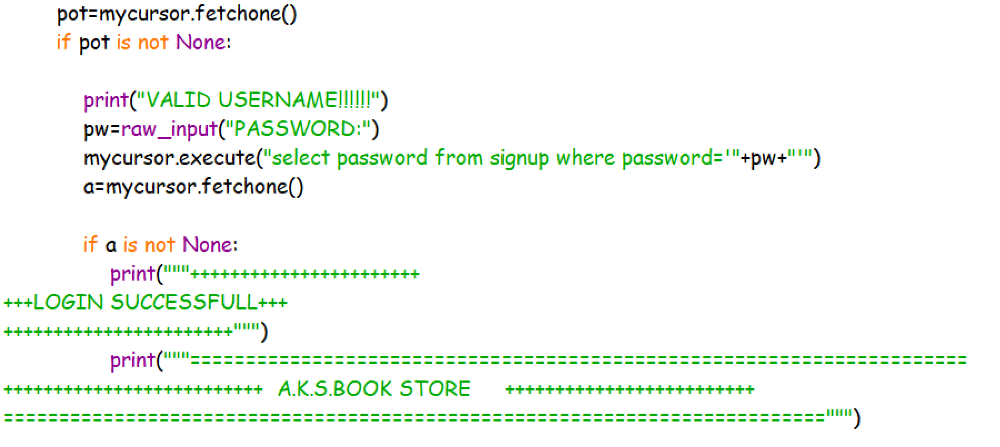 pot=mycursor.fetchone()
if pot is not None:
print("VALID USERNAME!!!!!!")
pw=raw_input("PASSWORD:")
mycursor.execute("select password from signup where password='"+pw+"'")
a=mycursor.fetchone()
if a is not None:
print("""+++++++++++++++++++++++
+++LOGIN SUCCESSFULL+++
+++++++++++++++++++++++""")
print("""======================================================================
++++++++++++++++++++++++++  A.K.S.BOOK STORE     +++++++++++++++++++++++++
==========================================================================""")